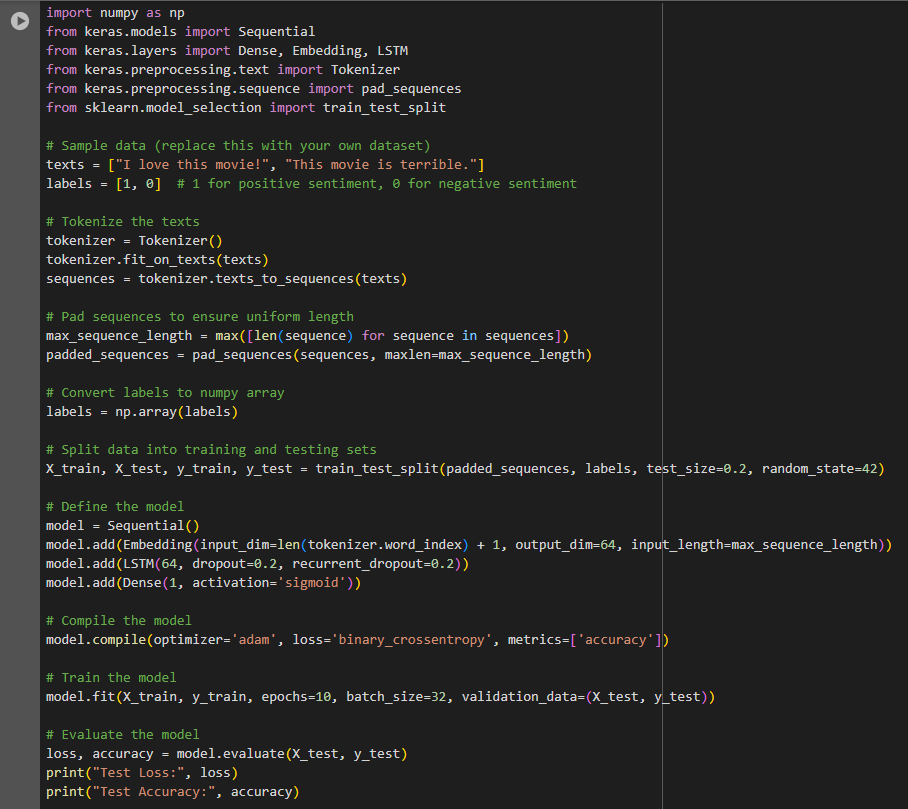 import numpy as np
from keras.models import Sequential
from keras.layers import Dense, Embedding, LSTM
from keras.preprocessing.text import Tokenizer
from keras.preprocessing.sequence import pad_sequences
from sklearn.model_selection import train_test_split

# Sample data (replace this with your own dataset)
texts = ["I love this movie!", "This movie is terrible."]
labels = [1, 0]  # 1 for positive sentiment, 0 for negative sentiment

# Tokenize the texts
tokenizer = Tokenizer()
tokenizer.fit_on_texts(texts)
sequences = tokenizer.texts_to_sequences(texts)

# Pad sequences to ensure uniform length
max_sequence_length = max([len(sequence) for sequence in sequences])
padded_sequences = pad_sequences(sequences, maxlen=max_sequence_length)

# Convert labels to numpy array
labels = np.array(labels)

# Split data into training and testing sets
X_train, X_test, y_train, y_test = train_test_split(padded_sequences, labels, test_size=0.2, random_state=42)

# Define the model
model = Sequential()
model.add(Embedding(input_dim=len(tokenizer.word_index) + 1, output_dim=64, input_length=max_sequence_length))
model.add(LSTM(64, dropout=0.2, recurrent_dropout=0.2))
model.add(Dense(1, activation='sigmoid'))

# Compile the model
model.compile(optimizer='adam', loss='binary_crossentropy', metrics=['accuracy'])

# Train the model
model.fit(X_train, y_train, epochs=10, batch_size=32, validation_data=(X_test, y_test))

# Evaluate the model
loss, accuracy = model.evaluate(X_test, y_test)
print("Test Loss:", loss)
print("Test Accuracy:", accuracy)